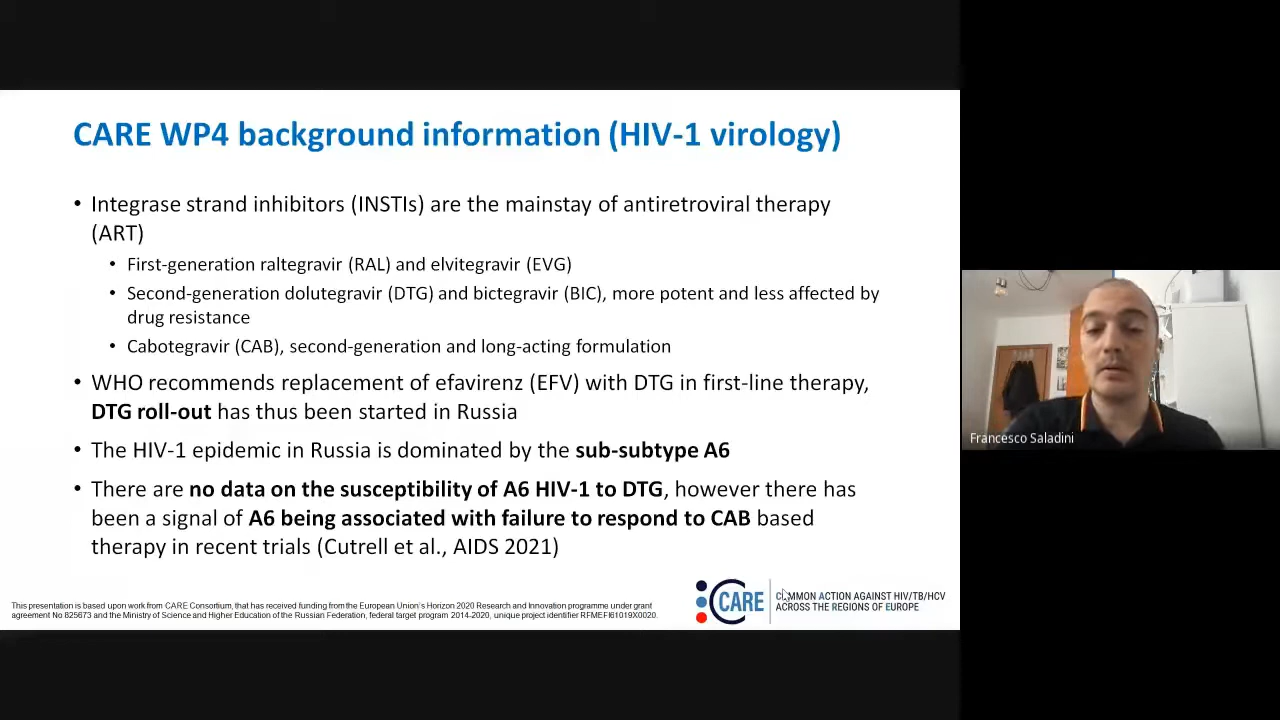 CARE WP4 background information (HIV-1 virology)
• Integrase strand inhibitors (INSTIs) are the mainstay of antiretroviral therapy
(ART)
• First-generation raltegravir (RAL) and elvitegravir (EVG)
• Second-generation dolutegravir (DTG) and bictegravir (BIC), more potent and less affected by
drug resistance
• Cabotegravir (CAB), second-generation and long-acting formulation
• WHO recommends replacement of efavirenz (EFV) with DTG in first-line therapy,
DTG roll-out has thus been started in Russia
• The HIV-1 epidemic in Russia is dominated by the sub-subtype A6
• There are no data on the susceptibility of A6 HIV-1 to DTG, however there has
been a signal of A6 being associated with failure to respond to CAB based
therapy in recent trials (Cutrell et al., AIDS 2021)
This presentation is based upon work from CARE Consortium, that has received funding from the European Union's Horizon 2020 Research and Innovation programme under grant
agreement No 825673 and the Ministry of Science and Higher Education of the Russian Federation, federal target program 2014-2020, unique project identifier RFMEFI61019X0020.
CARE
COMMON ACTION AGAINST HIV/TB/HCV
ACROSS THE REGIONS OF EUROPE
Francesco Saladini